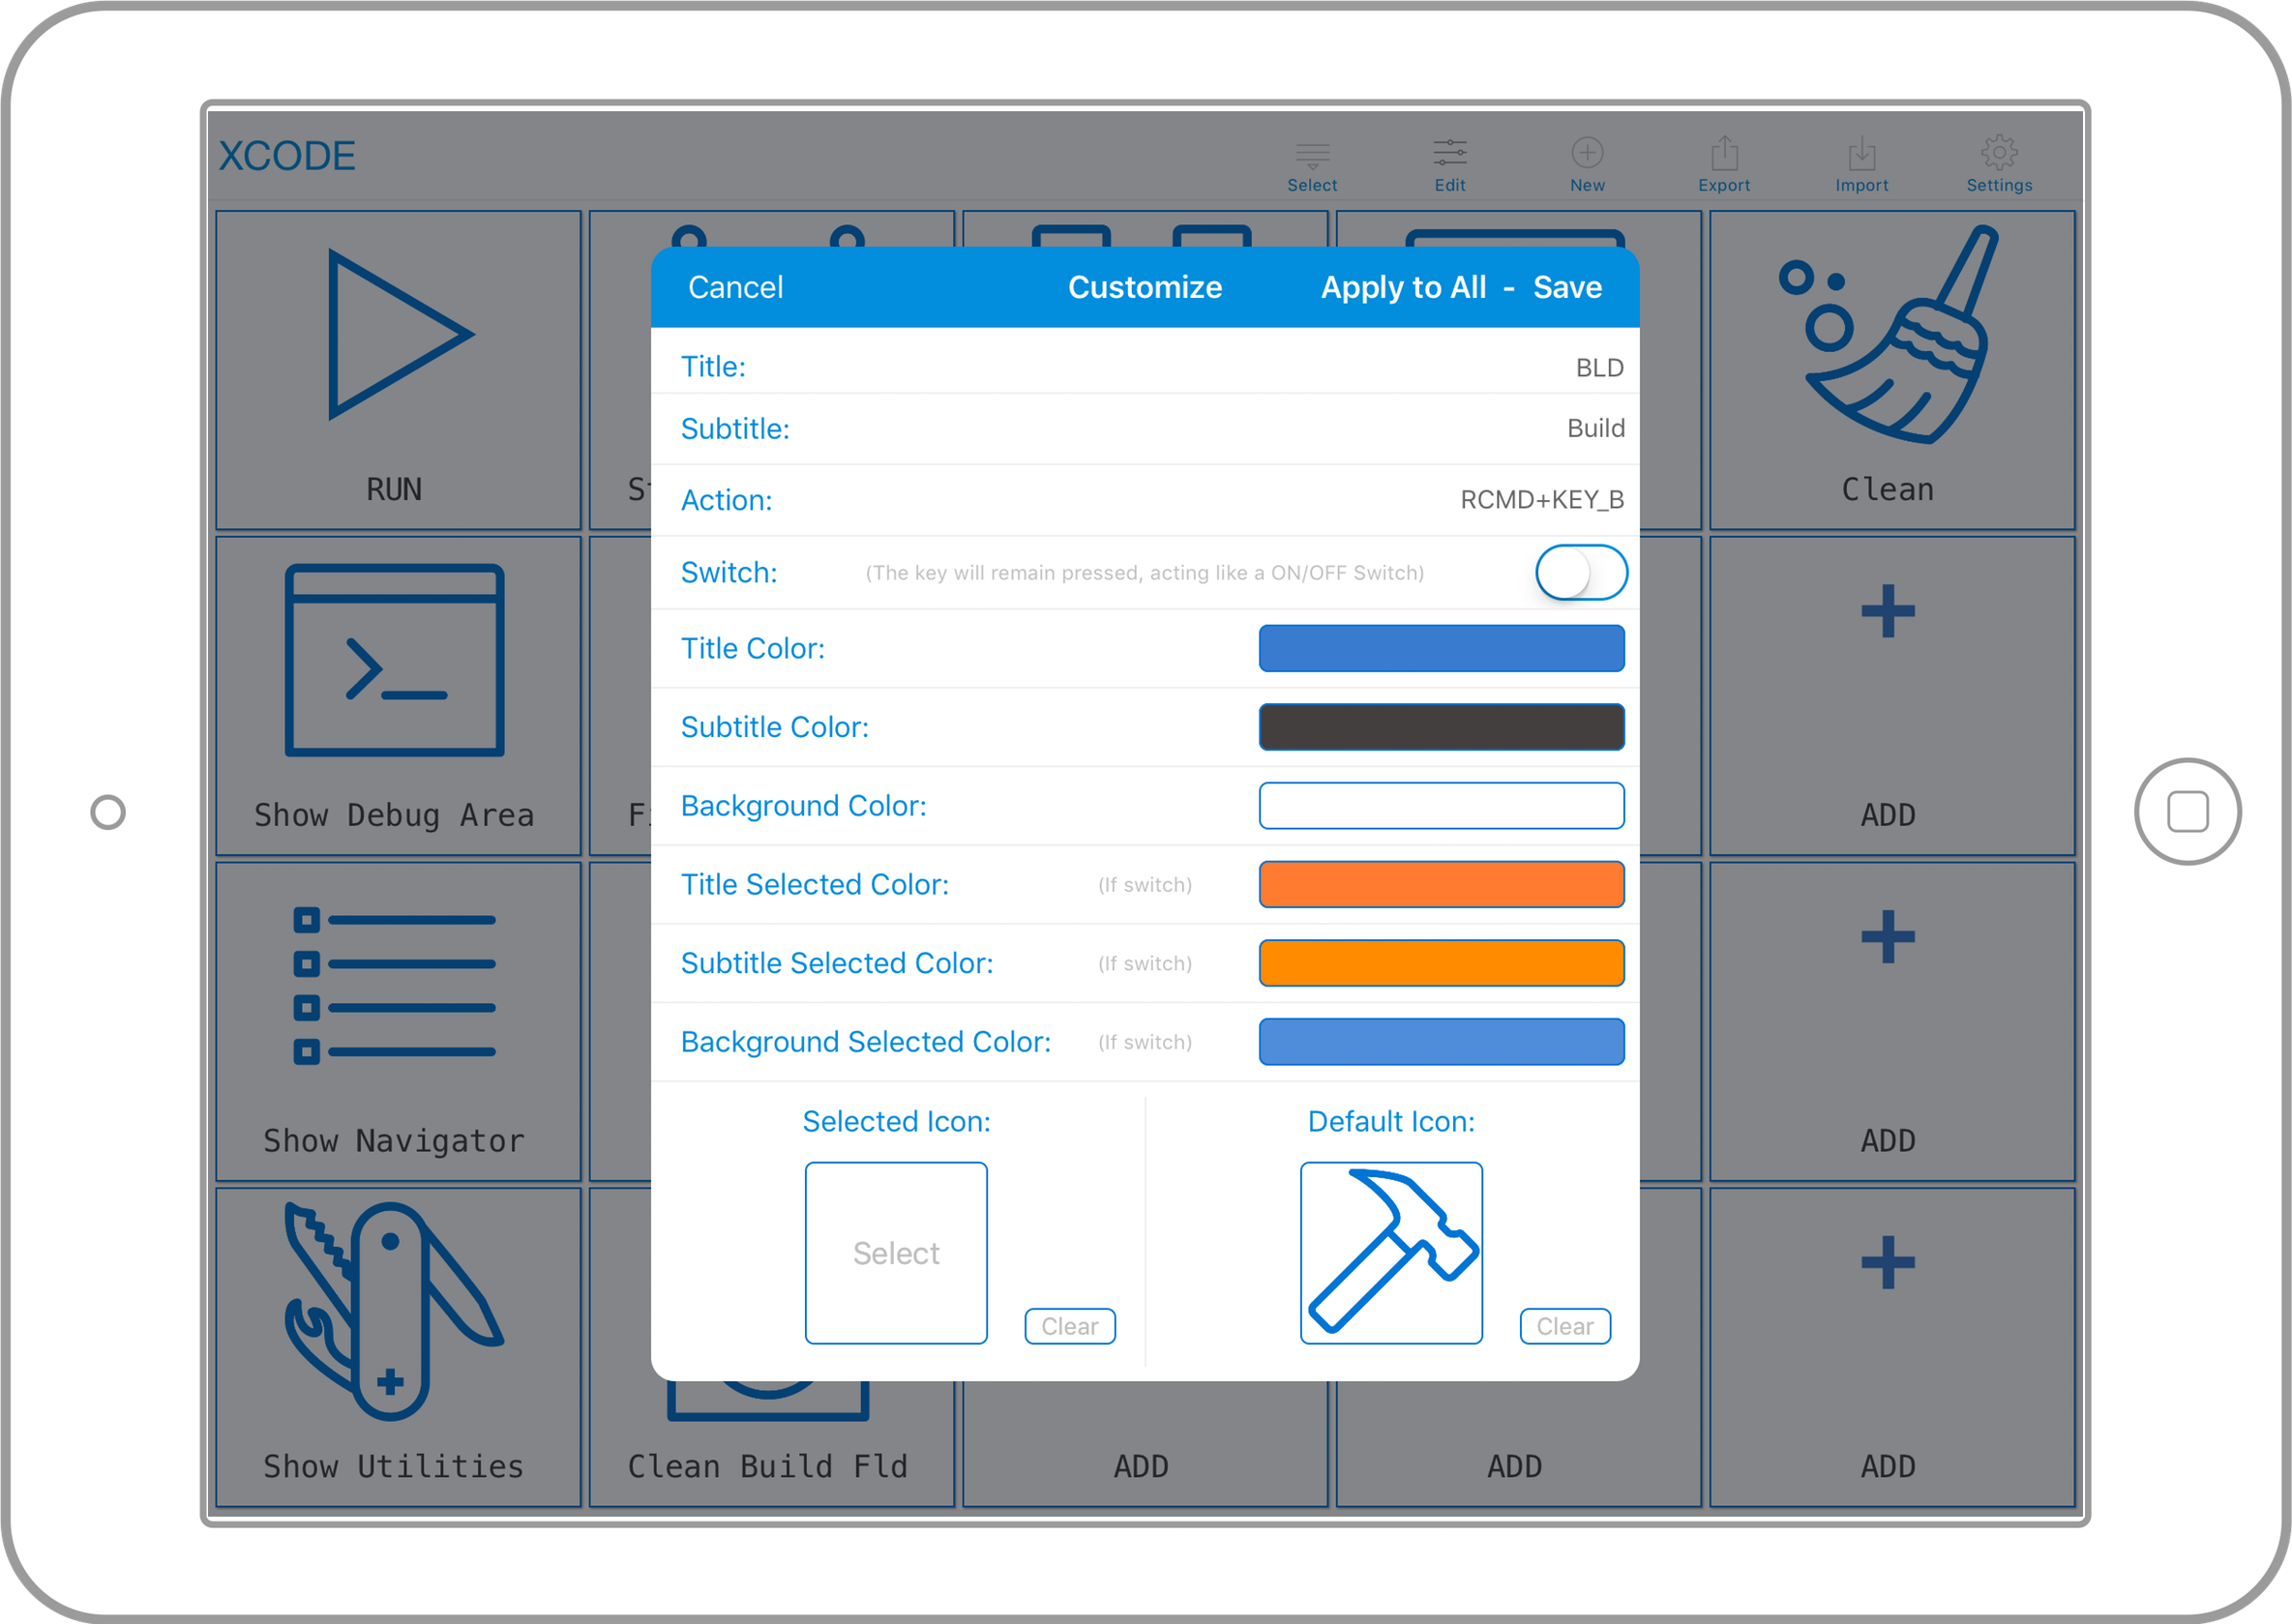 XCODE
Select
Edit
New
Export
Import
Settings
RUN
Clean
Show Debug Area
ADD
Show Navigator
ADD
Show Utilities
Clean Build Fld
ADD
ADD
ADD
Cancel
Customize
Apply to All - Save
Title:
BLD
Subtitle:
Build
Action:
RCMD+KEY_B
Switch:
(The key will remain pressed, acting like a ON/OFF Switch)
Title Color:
Subtitle Color:
Background Color:
Title Selected Color:
(If switch)
Subtitle Selected Color:
(If switch)
Background Selected Color:
(If switch)
Selected Icon:
Default Icon:
Select
Clear
Clear